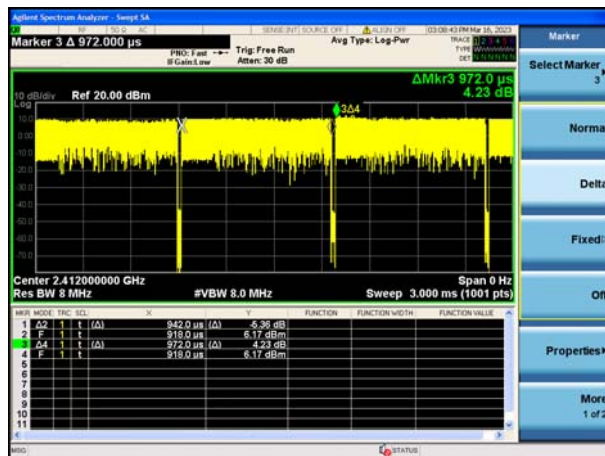 Agilent Spectrum Analyzer - Swept SA
RF 50 Ω AC SENSE:INT SOURCE OFF ALIGN OFF 03:08:43 PM Mar 16, 2023
Marker 3 Δ 972.000 µs
PNO: Fast
IFGain:Low
Trig: Free Run
Atten: 30 dB
Avg Type: Log-Pwr
TRACE 1 2 3 4 5 6
TYPE
DET N N N N N N
ΔMkr3 972.0 µs
4.23 dB
10 dB/div Ref 20.00 dBm
Log
10.0
0.00
-10.0
-20.0
-30.0
-40.0
-50.0
-60.0
-70.0
X
3Δ4
Center 2.412000000 GHz Span 0 Hz
Res BW 8 MHz #VBW 8.0 MHz Sweep 3.000 ms (1001 pts)
MKR MODE TRC SCL X Y FUNCTION FUNCTION WIDTH FUNCTION VALUE
1 Δ2 1 t (Δ) 942.0 µs (Δ) -5.36 dB
2 F 1 t 918.0 µs 6.17 dBm
3 Δ4 1 t (Δ) 972.0 µs (Δ) 4.23 dB
4 F 1 t 918.0 µs 6.17 dBm
5
6
7
8
9
10
11
MSG STATUS
Marker
Select Marker
3
Normal
Delta
Fixed
Off
Properties
More
1 of 2